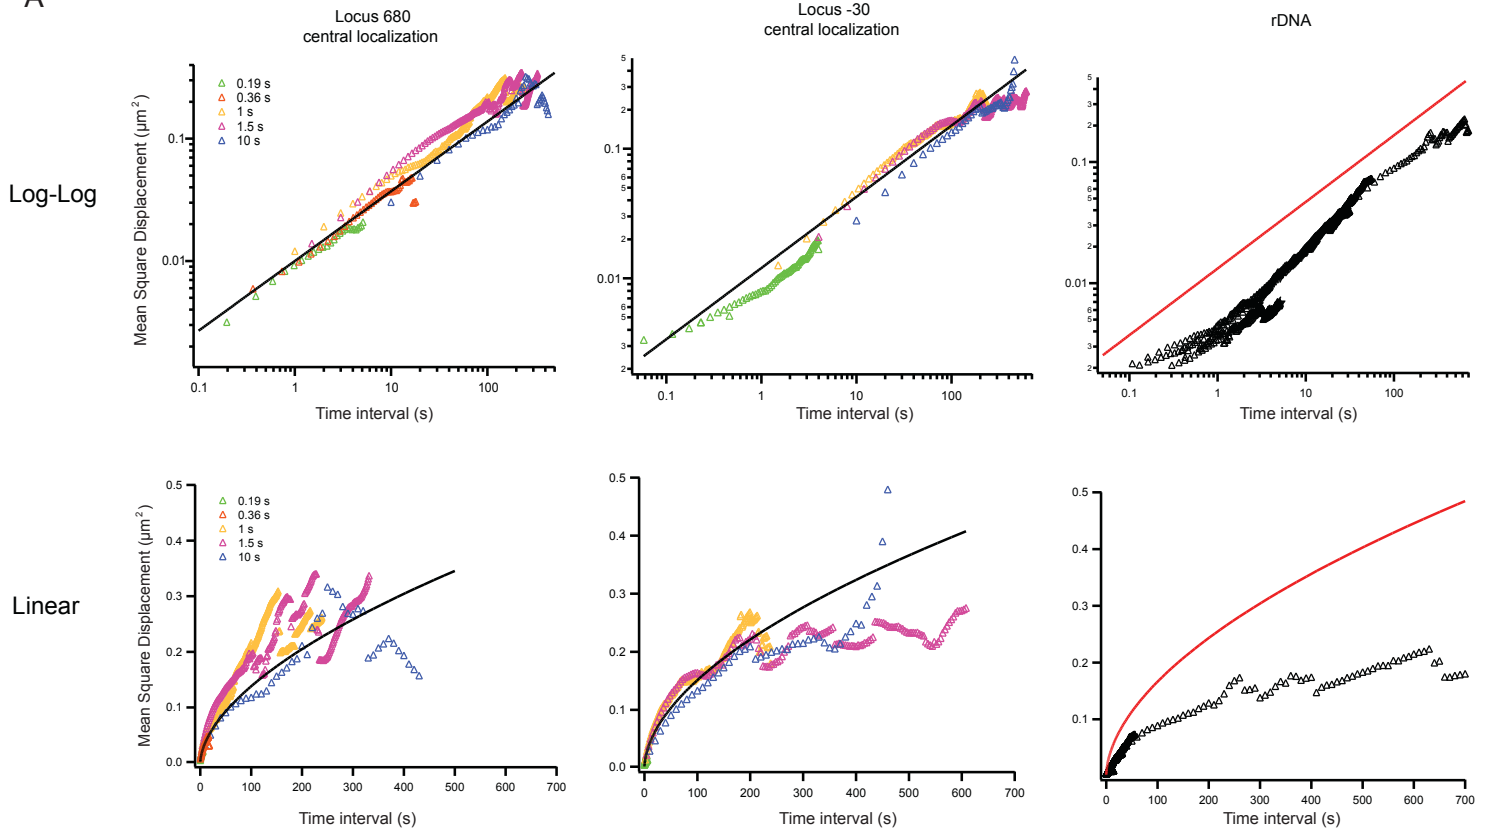 A
Locus 680
central localization
Locus -30
central localization
rDNA
Log-Log
Mean Square Displacement (µm²)
0.1
0.01
0.19 s
0.36 s
1 s
1.5 s
10 s
0.1 1 10 100
Time interval (s)
5
4
3
2
0.1
6
5
4
3
2
0.01
6
5
4
3
2
0.1 1 10 100
Time interval (s)
5
4
3
2
0.1
6
5
4
3
2
0.01
6
5
4
3
2
0.1 1 10 100
Time interval (s)
Linear
Mean Square Displacement (µm²)
0.5
0.4
0.3
0.2
0.1
0.0
0.19 s
0.36 s
1 s
1.5 s
10 s
0 100 200 300 400 500 600 700
Time interval (s)
0.5
0.4
0.3
0.2
0.1
0.0
0 100 200 300 400 500 600 700
Time interval (s)
0.5
0.4
0.3
0.2
0.1
0 100 200 300 400 500 600 700
Time interval (s)